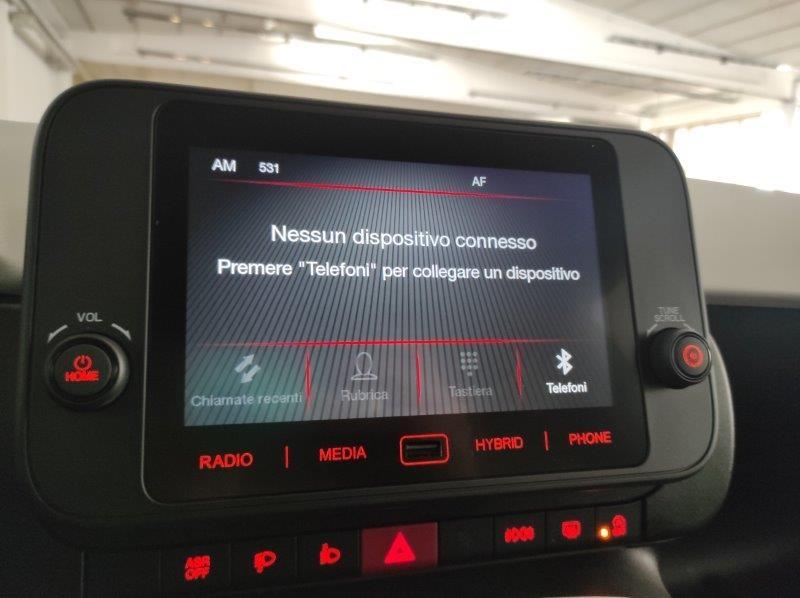 AM 531 AF
Nessun dispositivo connesso
Premere "Telefoni" per collegare un dispositivo
VOL
TUNE
SCROLL
HOME
Chiamate recenti Rubrica Tastiera Telefoni
RADIO | MEDIA HYBRID | PHONE
ASR
OFF